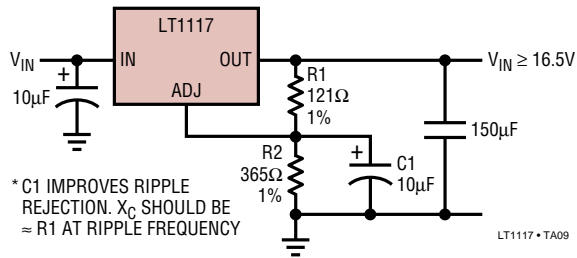 LT1117
V_IN
IN
OUT
V_IN ≥ 16.5V
ADJ
+
10µF
R1
121Ω
1%
150µF
R2
365Ω
1%
+
C1
10µF
* C1 IMPROVES RIPPLE
REJECTION. X_C SHOULD BE
≈ R1 AT RIPPLE FREQUENCY
LT1117 • TA09